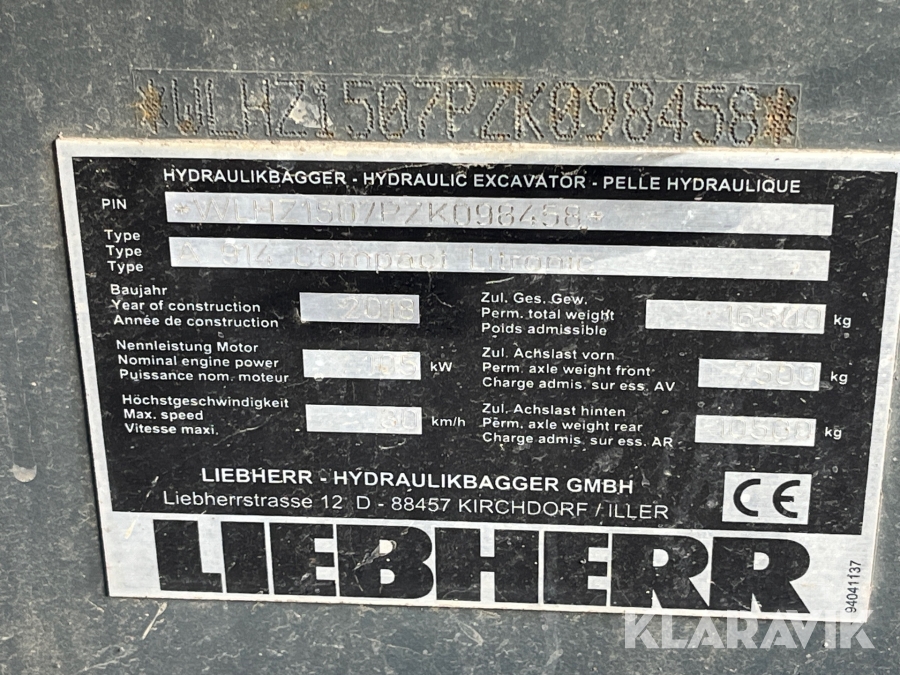 *WLHZ1507PZK098458*
HYDRAULIKBAGGER - HYDRAULIC EXCAVATOR - PELLE HYDRAULIQUE
PIN *WLHZ1507PZK098458*
Type
Type A 914 Compact Litronic
Type
Baujahr
Year of construction 2018
Année de construction
Nennleistung Motor
Nominal engine power 105 kW
Puissance nom. moteur
Höchstgeschwindigkeit
Max. speed 30 km/h
Vitesse maxi.
Zul. Ges. Gew.
Perm. total weight kg
Polds admissible
Zul. Achslast vorn
Perm. axle weight front kg
Charge admis. sur ess. AV
Zul. Achslast hinten
Perm. axle weight rear kg
Charge admis. sur ess. AR
LIEBHERR - HYDRAULIKBAGGER GMBH
Liebherrstrasse 12 D - 88457 KIRCHDORF / ILLER
CE
LIEBHERR
94041137
KLARAVIK